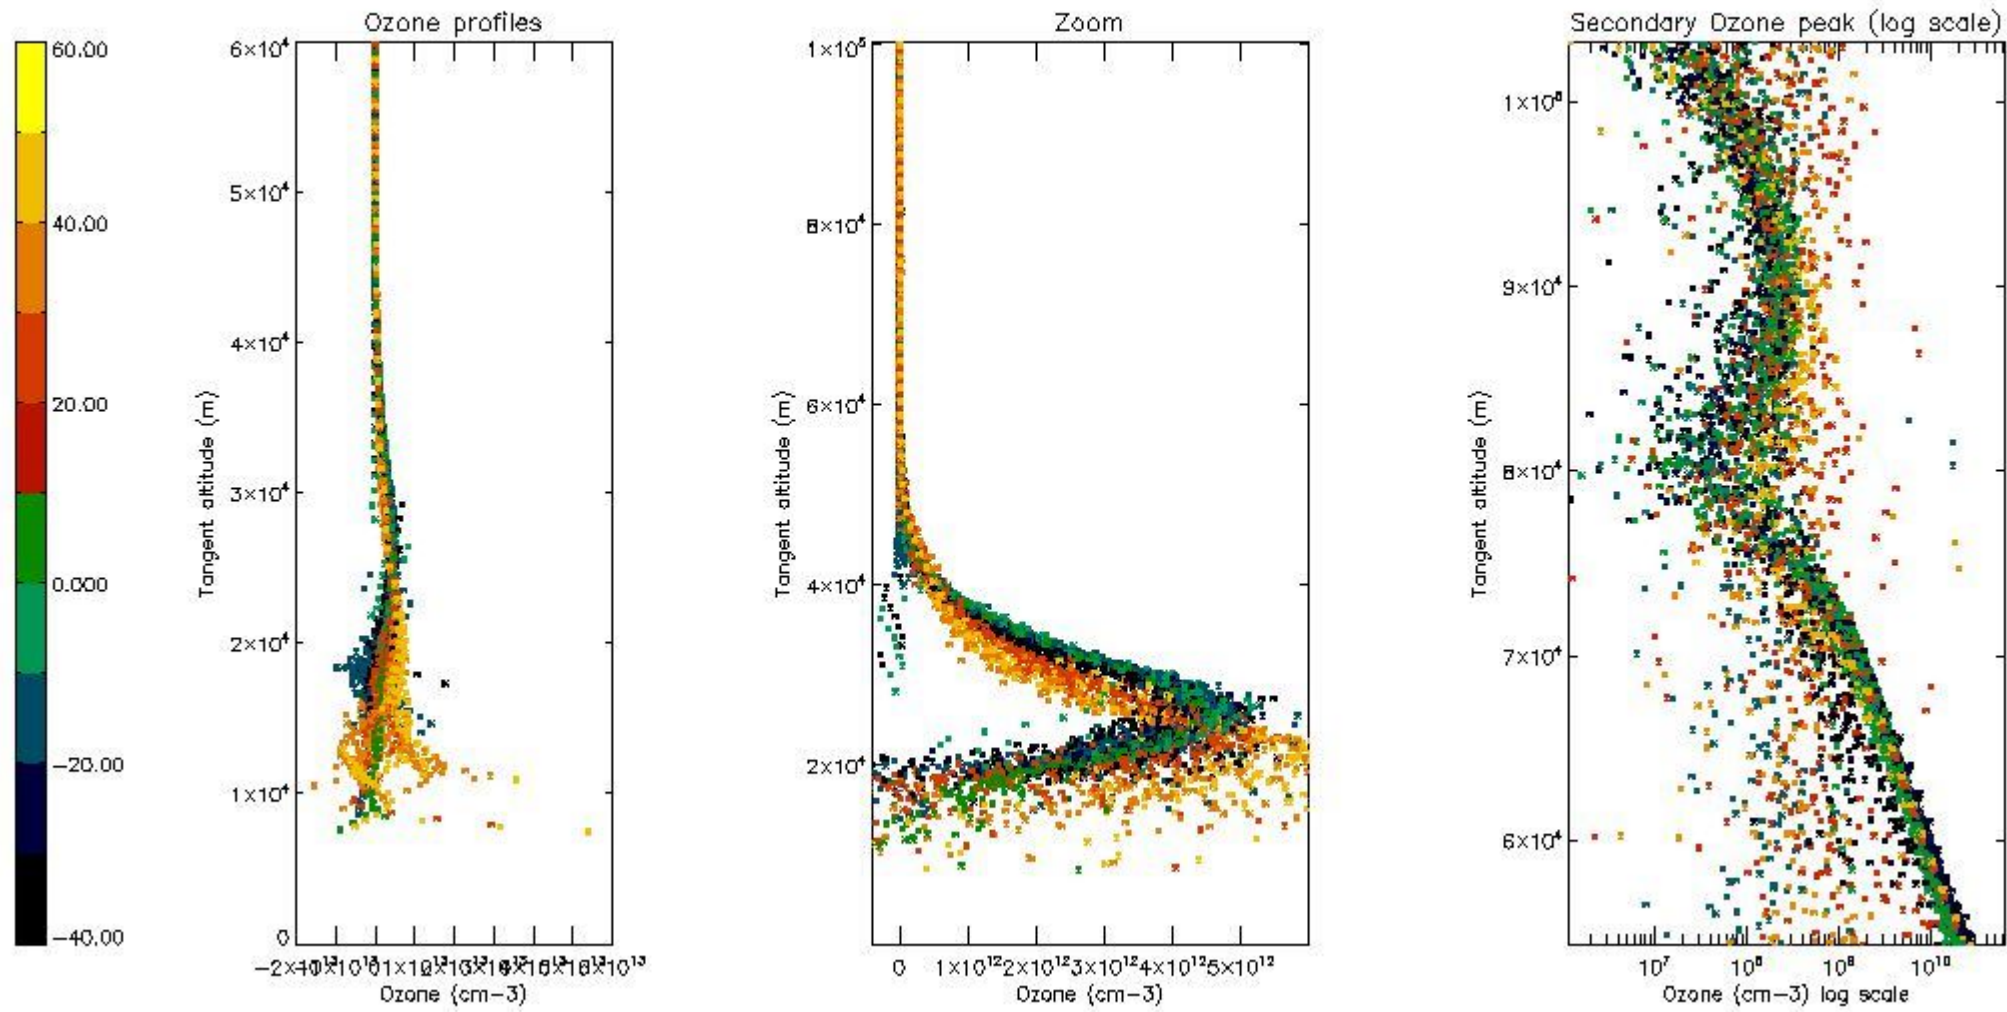 Ozone profiles
Zoom
Secondary Ozone peak (log scale)
60.00
40.00
20.00
0.000
−20.00
−40.00
6×10⁴
5×10⁴
4×10⁴
3×10⁴
2×10⁴
1×10⁴
0
Tangent altitude (m)
Ozone (cm−3)
1×10⁵
8×10⁴
6×10⁴
4×10⁴
2×10⁴
Tangent altitude (m)
0 1×10¹² 2×10¹² 3×10¹² 4×10¹² 5×10¹²
Ozone (cm−3)
1×10⁵
9×10⁴
8×10⁴
7×10⁴
6×10⁴
Tangent altitude (m)
10⁷ 10⁸ 10⁹ 10¹⁰
Ozone (cm−3) log scale